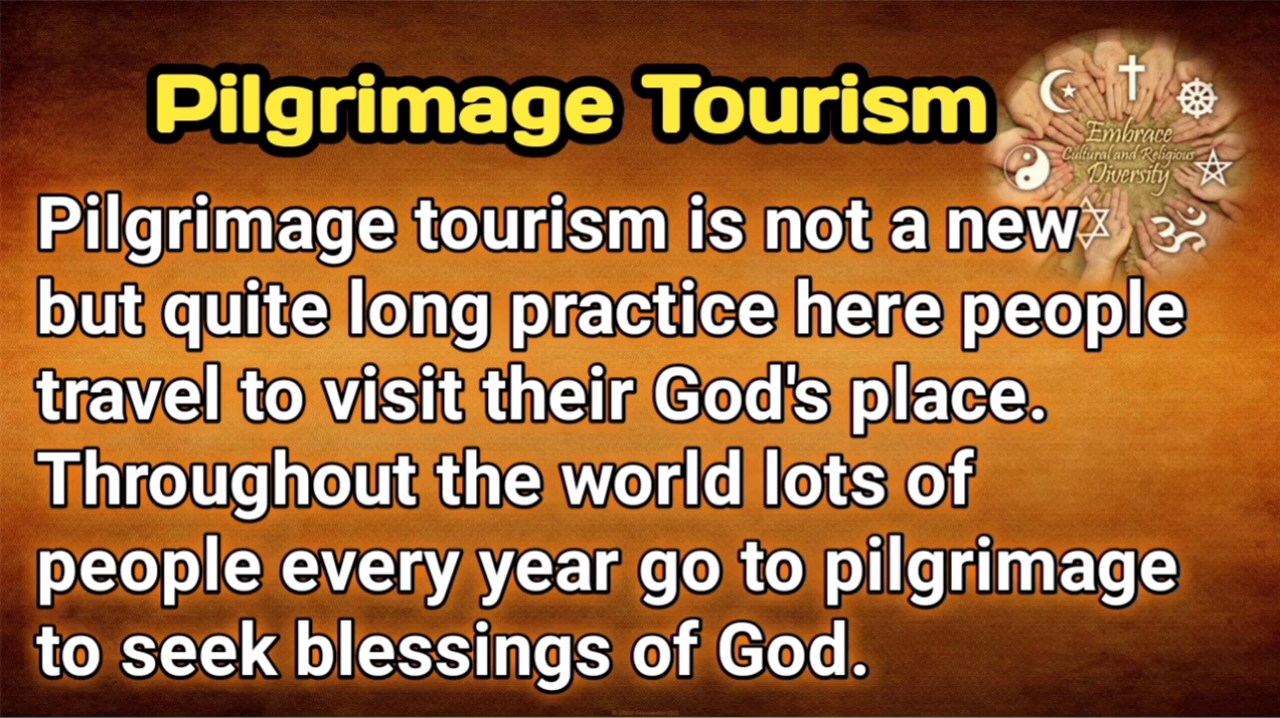 Pilgrimage Tourism
Embrace
Cultural and Religious
Diversity
Pilgrimage tourism is not a new
but quite long practice here people
travel to visit their God's place.
Throughout the world lots of
people every year go to pilgrimage
to seek blessings of God.